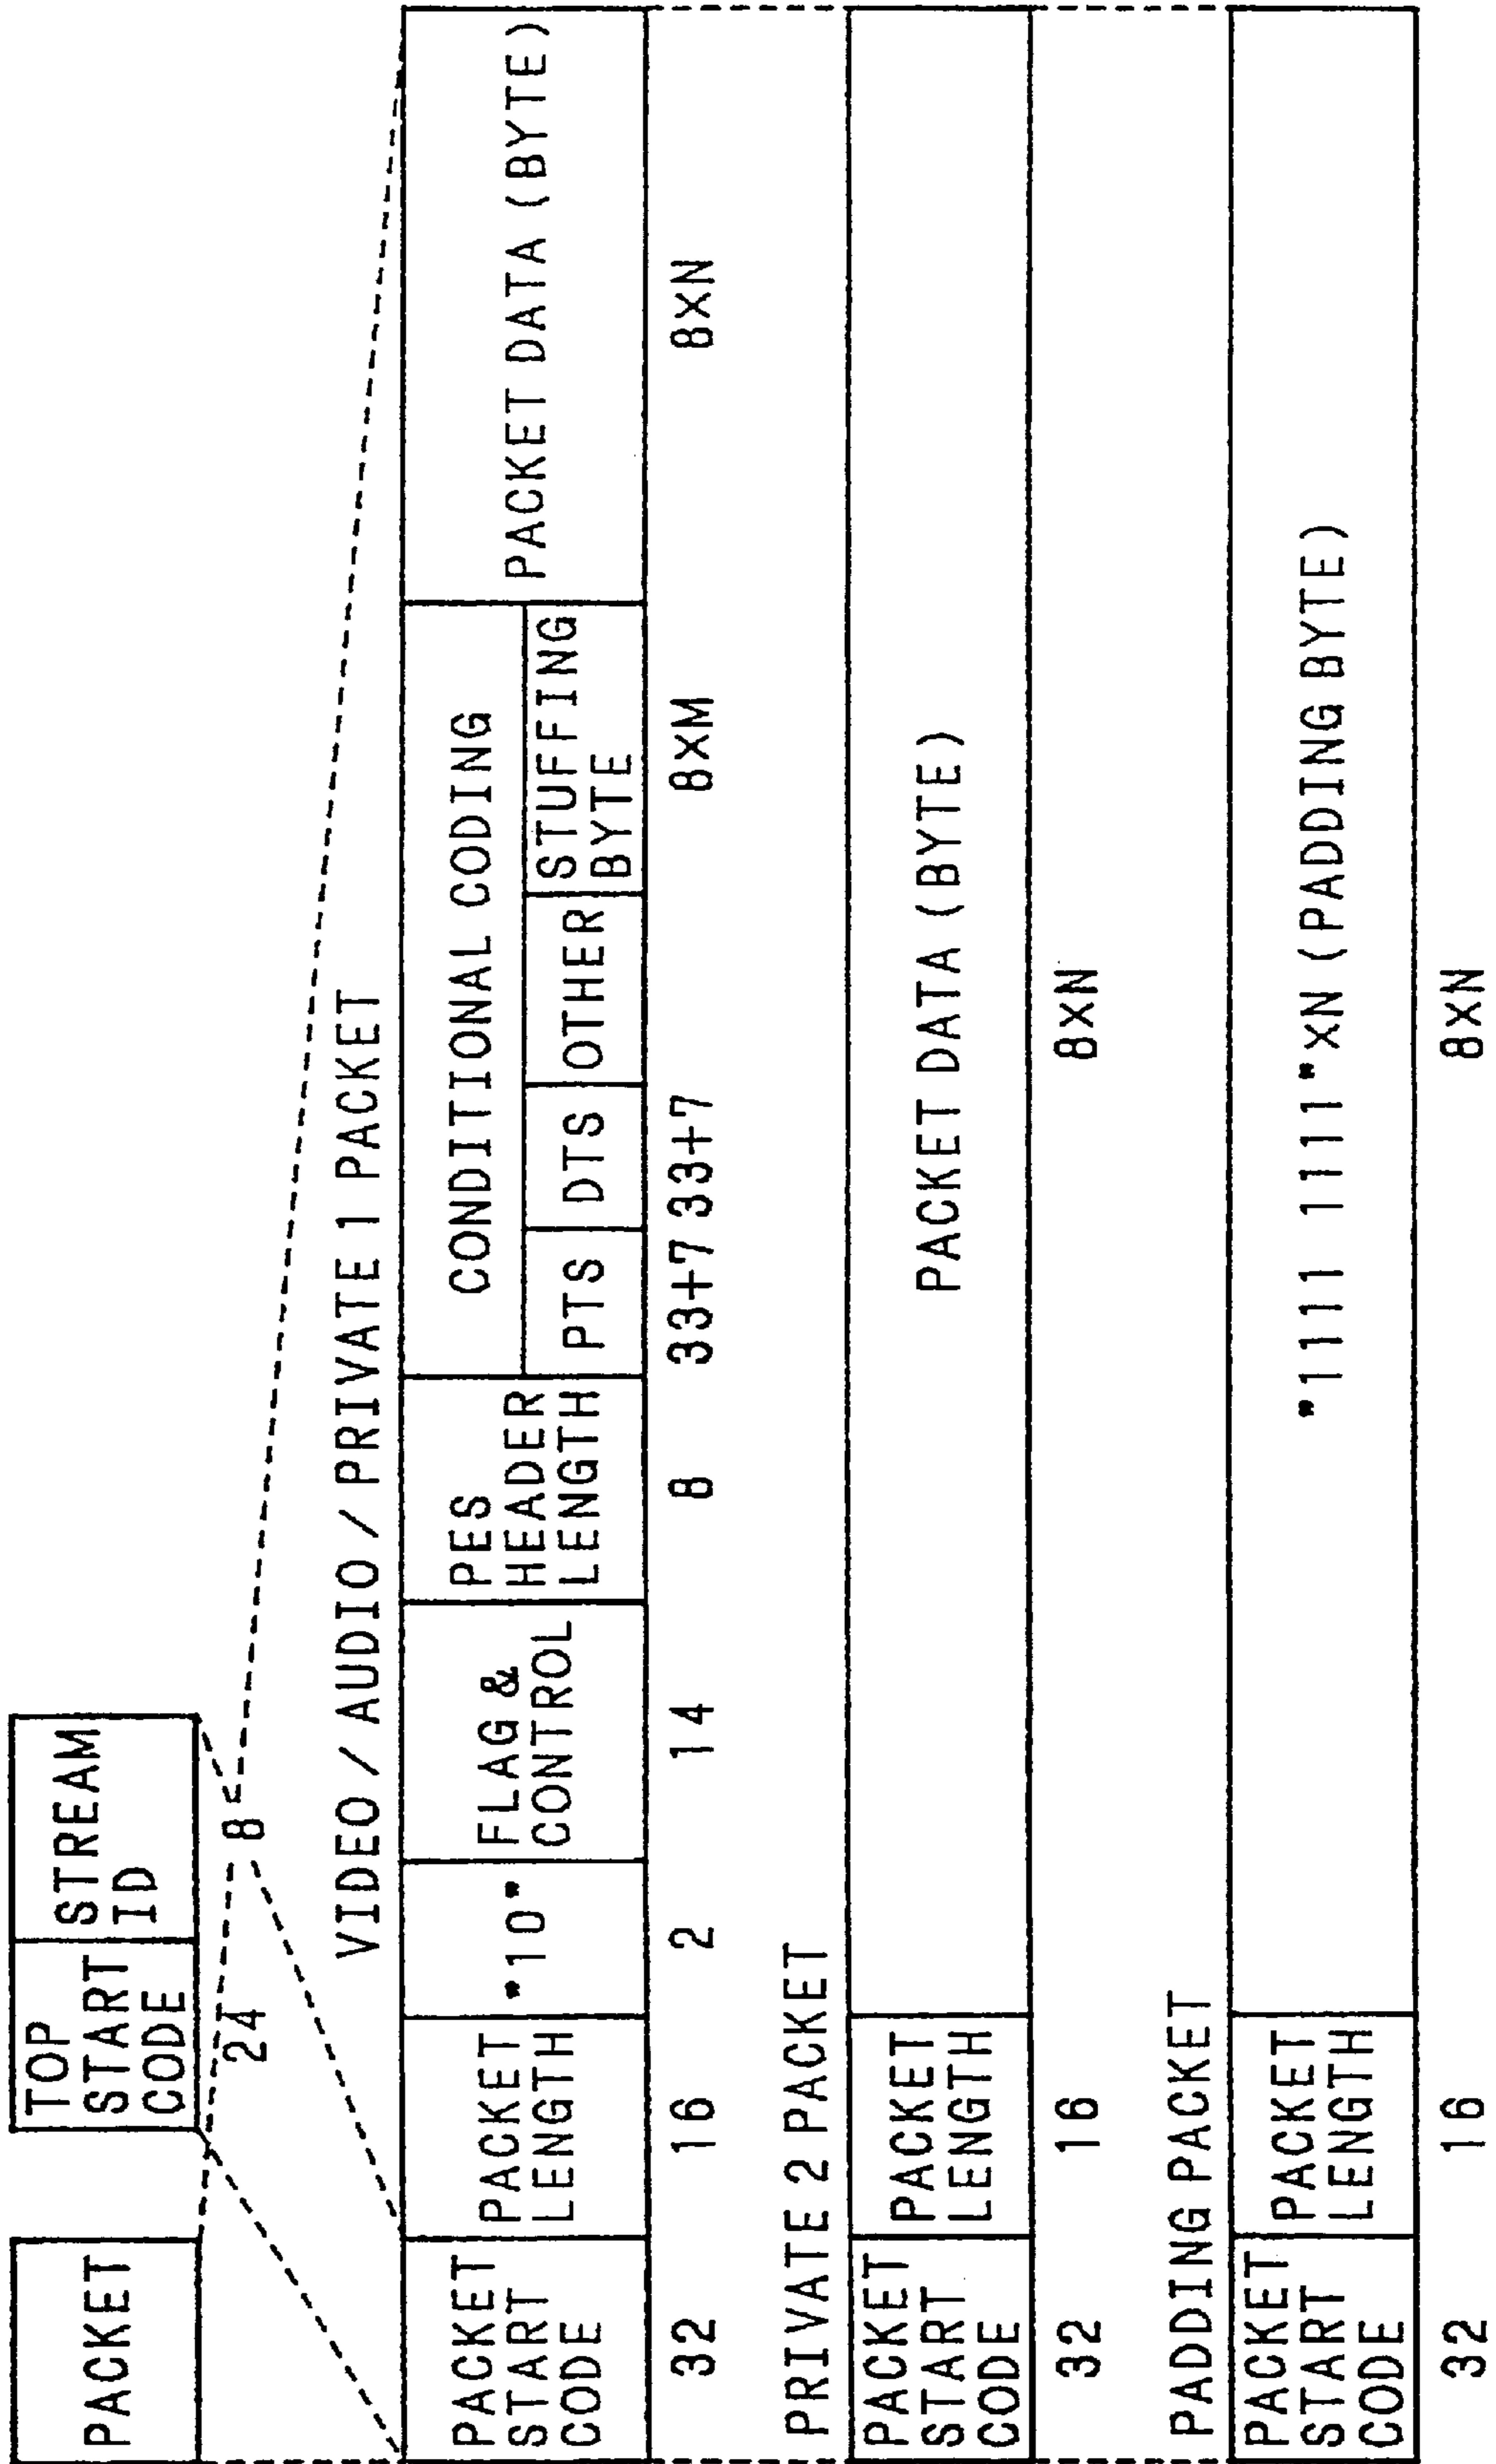 PACKET
TOP
START
CODE
STREAM
ID
24
8
VIDEO/AUDIO/PRIVATE 1 PACKET
PACKET
START
CODE
PACKET
LENGTH
"10"
FLAG &
CONTROL
PES
HEADER
LENGTH
CONDITIONAL CODING
PTS
DTS
OTHER
STUFFING
BYTE
PACKET DATA (BYTE)
32
16
2
14
8
33+7
33+7
8×M
8×N
PRIVATE 2 PACKET
PACKET
START
CODE
PACKET
LENGTH
PACKET DATA (BYTE)
32
16
8×N
PADDING PACKET
PACKET
START
CODE
PACKET
LENGTH
"1111 1111"×N (PADDING BYTE)
32
16
8×N